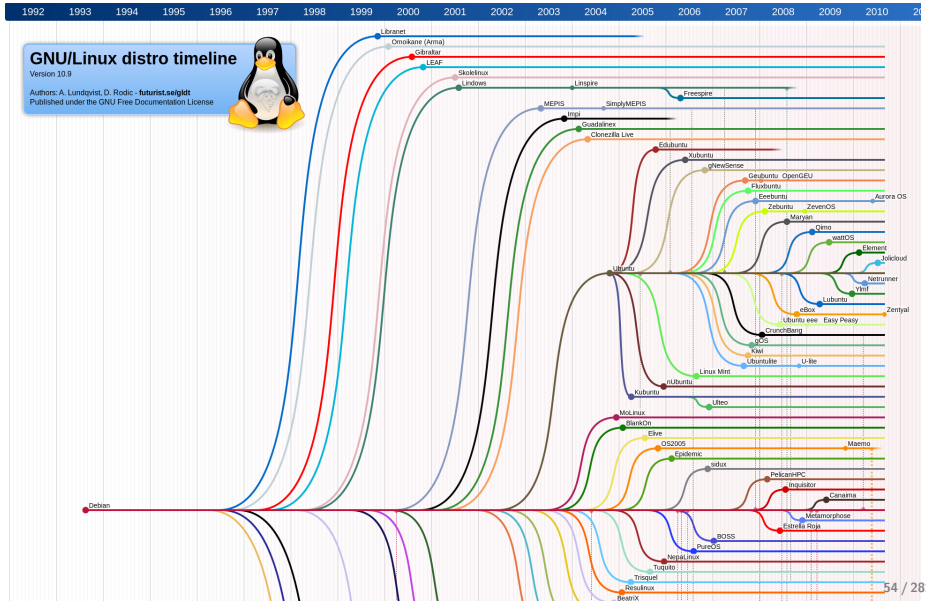 1992 1993 1994 1995 1996 1997 1998 1999 2000 2001 2002 2003 2004 2005 2006 2007 2008 2009 2010
GNU/Linux distro timeline
Version 10.9
Authors: A. Lundqvist, D. Rodic - futurist.se/gldt
Published under the GNU Free Documentation License
Libranet
Omoikane (Arma)
Gibraltar
LEAF
Skolelinux
Lindows Linspire
Freespire
MEPIS SimplyMEPIS
Impi
Guadalinex
Clonezilla Live
Edubuntu
Xubuntu
gNewSense
Geubuntu OpenGEU
Fluxbuntu
Eeebuntu Aurora OS
Zebuntu ZevenOS
Maryan
Qimo
wattOS
Element
Jolicloud
Ubuntu
Netrunner
Ylmf
Lubuntu
eBox Zentyal
Ubuntu eee Easy Peasy
CrunchBang
gOS
Kiwi
Ubuntulite U-lite
Linux Mint
nUbuntu
Kubuntu
Ulteo
MoLinux
BlankOn
Elive
OS2005 Maemo
Epidemic
sidux
PelicanHPC
Inquisitor
Canaima
Debian
Metamorphose
Estrella Roja
BOSS
PureOS
NepaLinux
Tuquito
Trisquel
Resulinux
BeatriX
54 / 28